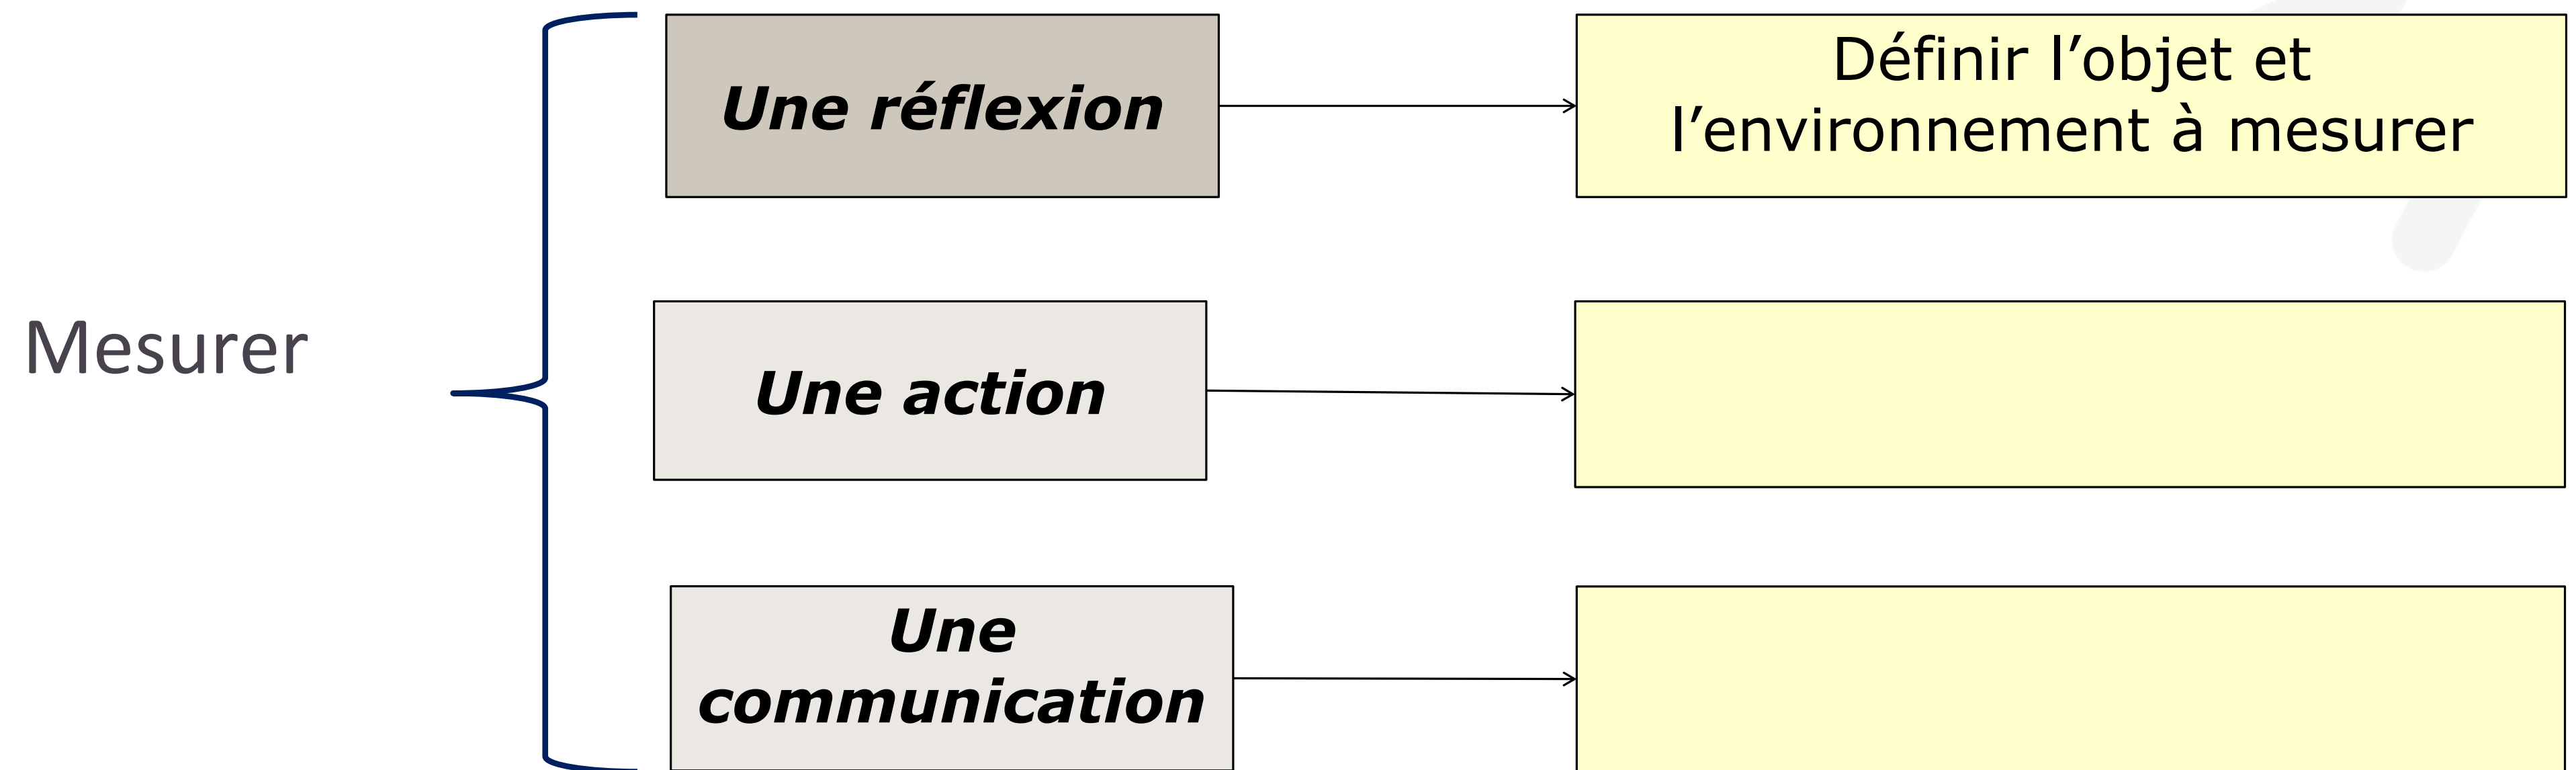 Mesurer
Une réflexion
Définir l’objet et
l’environnement à mesurer
Une action
Une
communication